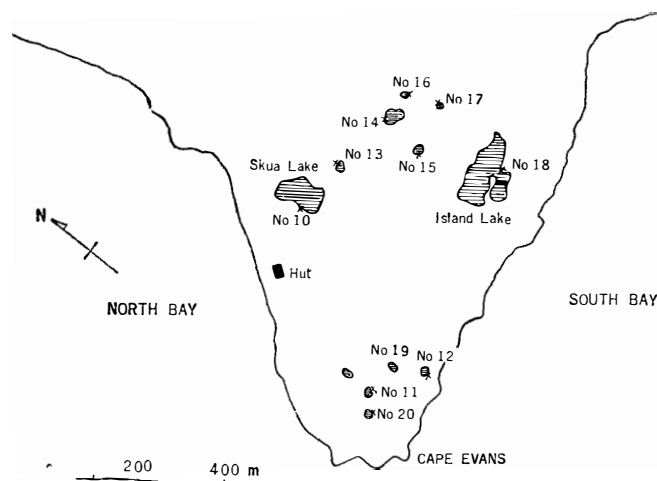 No 16
No 17
No 14
No 13
No 15
Skua Lake
No 18
No 10
Island Lake
N
Hut
NORTH BAY
SOUTH BAY
No 19
No 12
No 11
No 20
CAPE EVANS
200 400 m